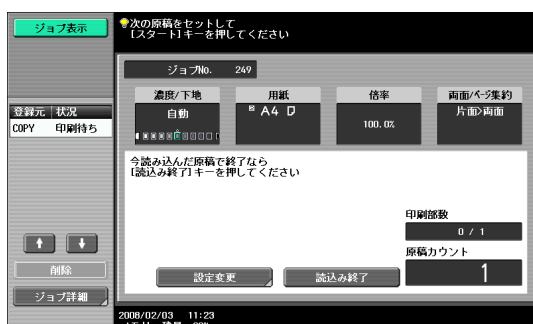 ジョブ表示
次の原稿をセットして
［スタート］キーを押してください
ジョブNo. 249
濃度/下地
用紙
倍率
両面/ページ集約
自動
A4
100.0%
片面>両面
登録元 状況
COPY 印刷待ち
今読み込んだ原稿で終了なら
［読込み終了］キーを押してください
印刷部数
0 / 1
原稿カウント
1
削除
設定変更
読込み終了
ジョブ詳細
2008/02/03 11:23